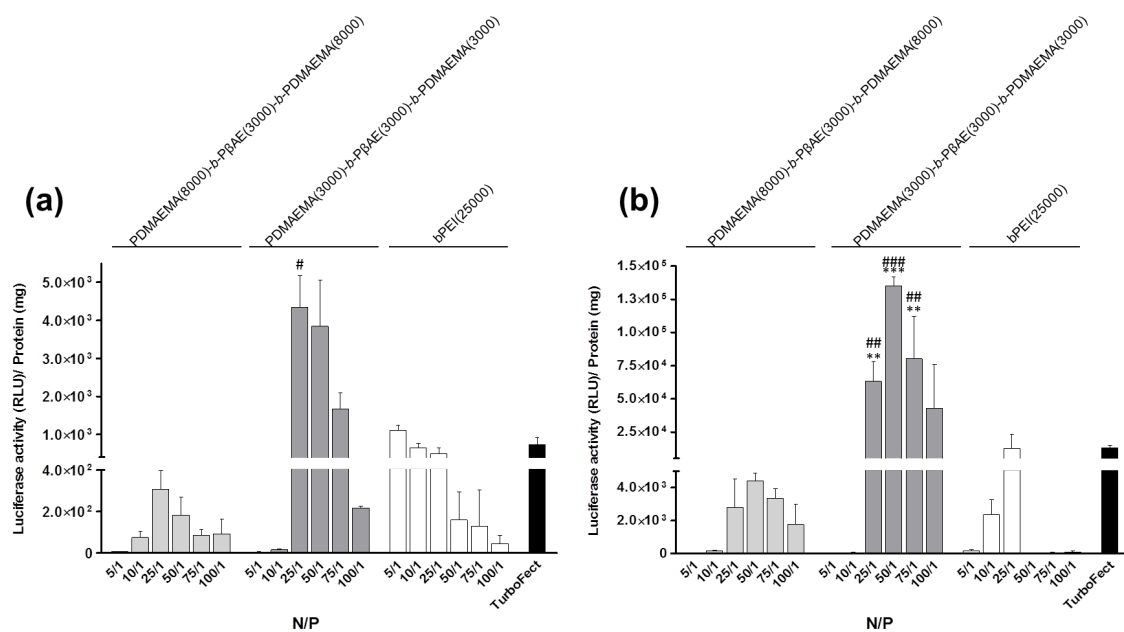 (a)
PDMAEMA(8000)-b-PβAE(3000)-b-PDMAEMA(8000)
PDMAEMA(3000)-b-PβAE(3000)-b-PDMAEMA(3000)
bPEI(25000)
Luciferase activity (RLU)/ Protein (mg)
5.0×10³
4.0×10³
3.0×10³
2.0×10³
1.0×10³
4.0×10²
2.0×10²
0
#
5/1 10/1 25/1 50/1 75/1 100/1 5/1 10/1 25/1 50/1 75/1 100/1 5/1 10/1 25/1 50/1 75/1 100/1 TurboFect
N/P
(b)
PDMAEMA(8000)-b-PβAE(3000)-b-PDMAEMA(8000)
PDMAEMA(3000)-b-PβAE(3000)-b-PDMAEMA(3000)
bPEI(25000)
Luciferase activity (RLU)/ Protein (mg)
1.5×10⁵
1.3×10⁵
1.0×10⁵
7.5×10⁴
5.0×10⁴
2.5×10⁴
4.0×10³
2.0×10³
0
##
**
###
***
##
**
5/1 10/1 25/1 50/1 75/1 100/1 5/1 10/1 25/1 50/1 75/1 100/1 5/1 10/1 25/1 50/1 75/1 100/1 TurboFect
N/P